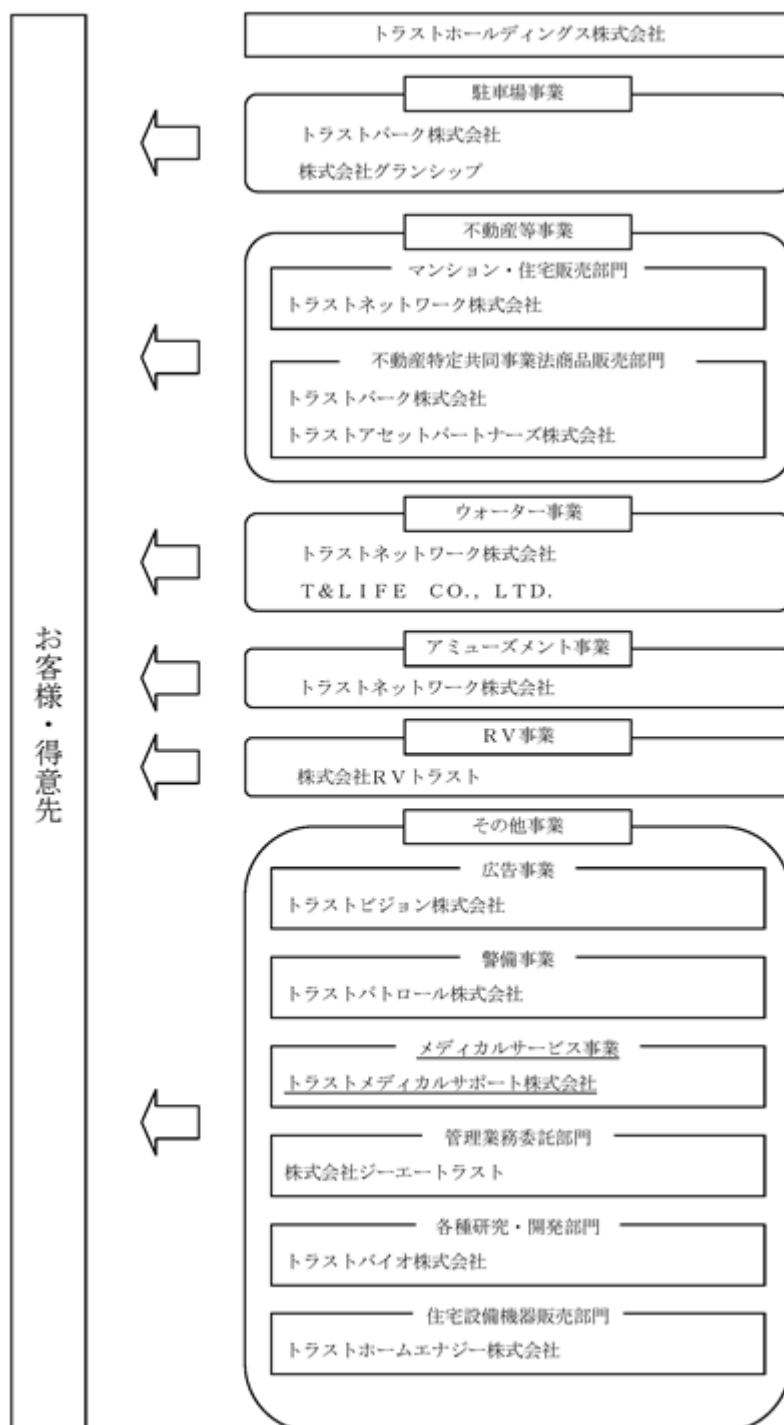 トラストホールディングス株式会社
駐車場事業
トラストパーク株式会社
株式会社グランシップ
不動産等事業
マンション・住宅販売部門
トラストネットワーク株式会社
不動産特定共同事業法商品販売部門
トラストパーク株式会社
トラストアセットパートナーズ株式会社
ウォーター事業
トラストネットワーク株式会社
T&LIFE CO., LTD.
アミューズメント事業
トラストネットワーク株式会社
RV事業
株式会社RVトラスト
その他事業
広告事業
トラストビジョン株式会社
警備事業
トラストパトロール株式会社
メディカルサービス事業
トラストメディカルサポート株式会社
管理業務委託部門
株式会社ジーエートラスト
各種研究・開発部門
トラストバイオ株式会社
住宅設備機器販売部門
トラストホームエナジー株式会社
お客様・得意先